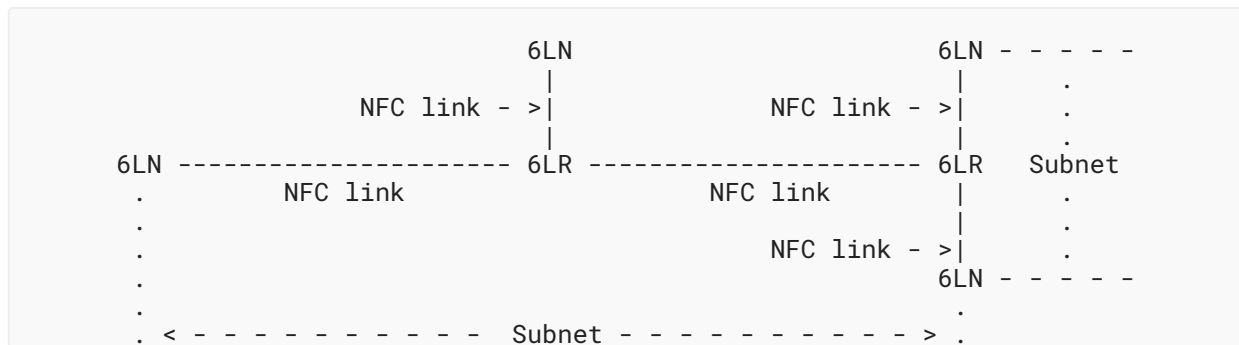 6LN                        6LN - - - - -
                                   |                          |      .
                       NFC link - >|              NFC link - >|      .
                                   |                          |      .
       6LN ---------------------- 6LR ---------------------- 6LR   Subnet
        .         NFC link                  NFC link          |      .
        .                                                     |      .
        .                                         NFC link - >|      .
        .                                                    6LN - - - - -
        .                                                     .
        . < - - - - - - - - - - -  Subnet - - - - - - - - - - > .